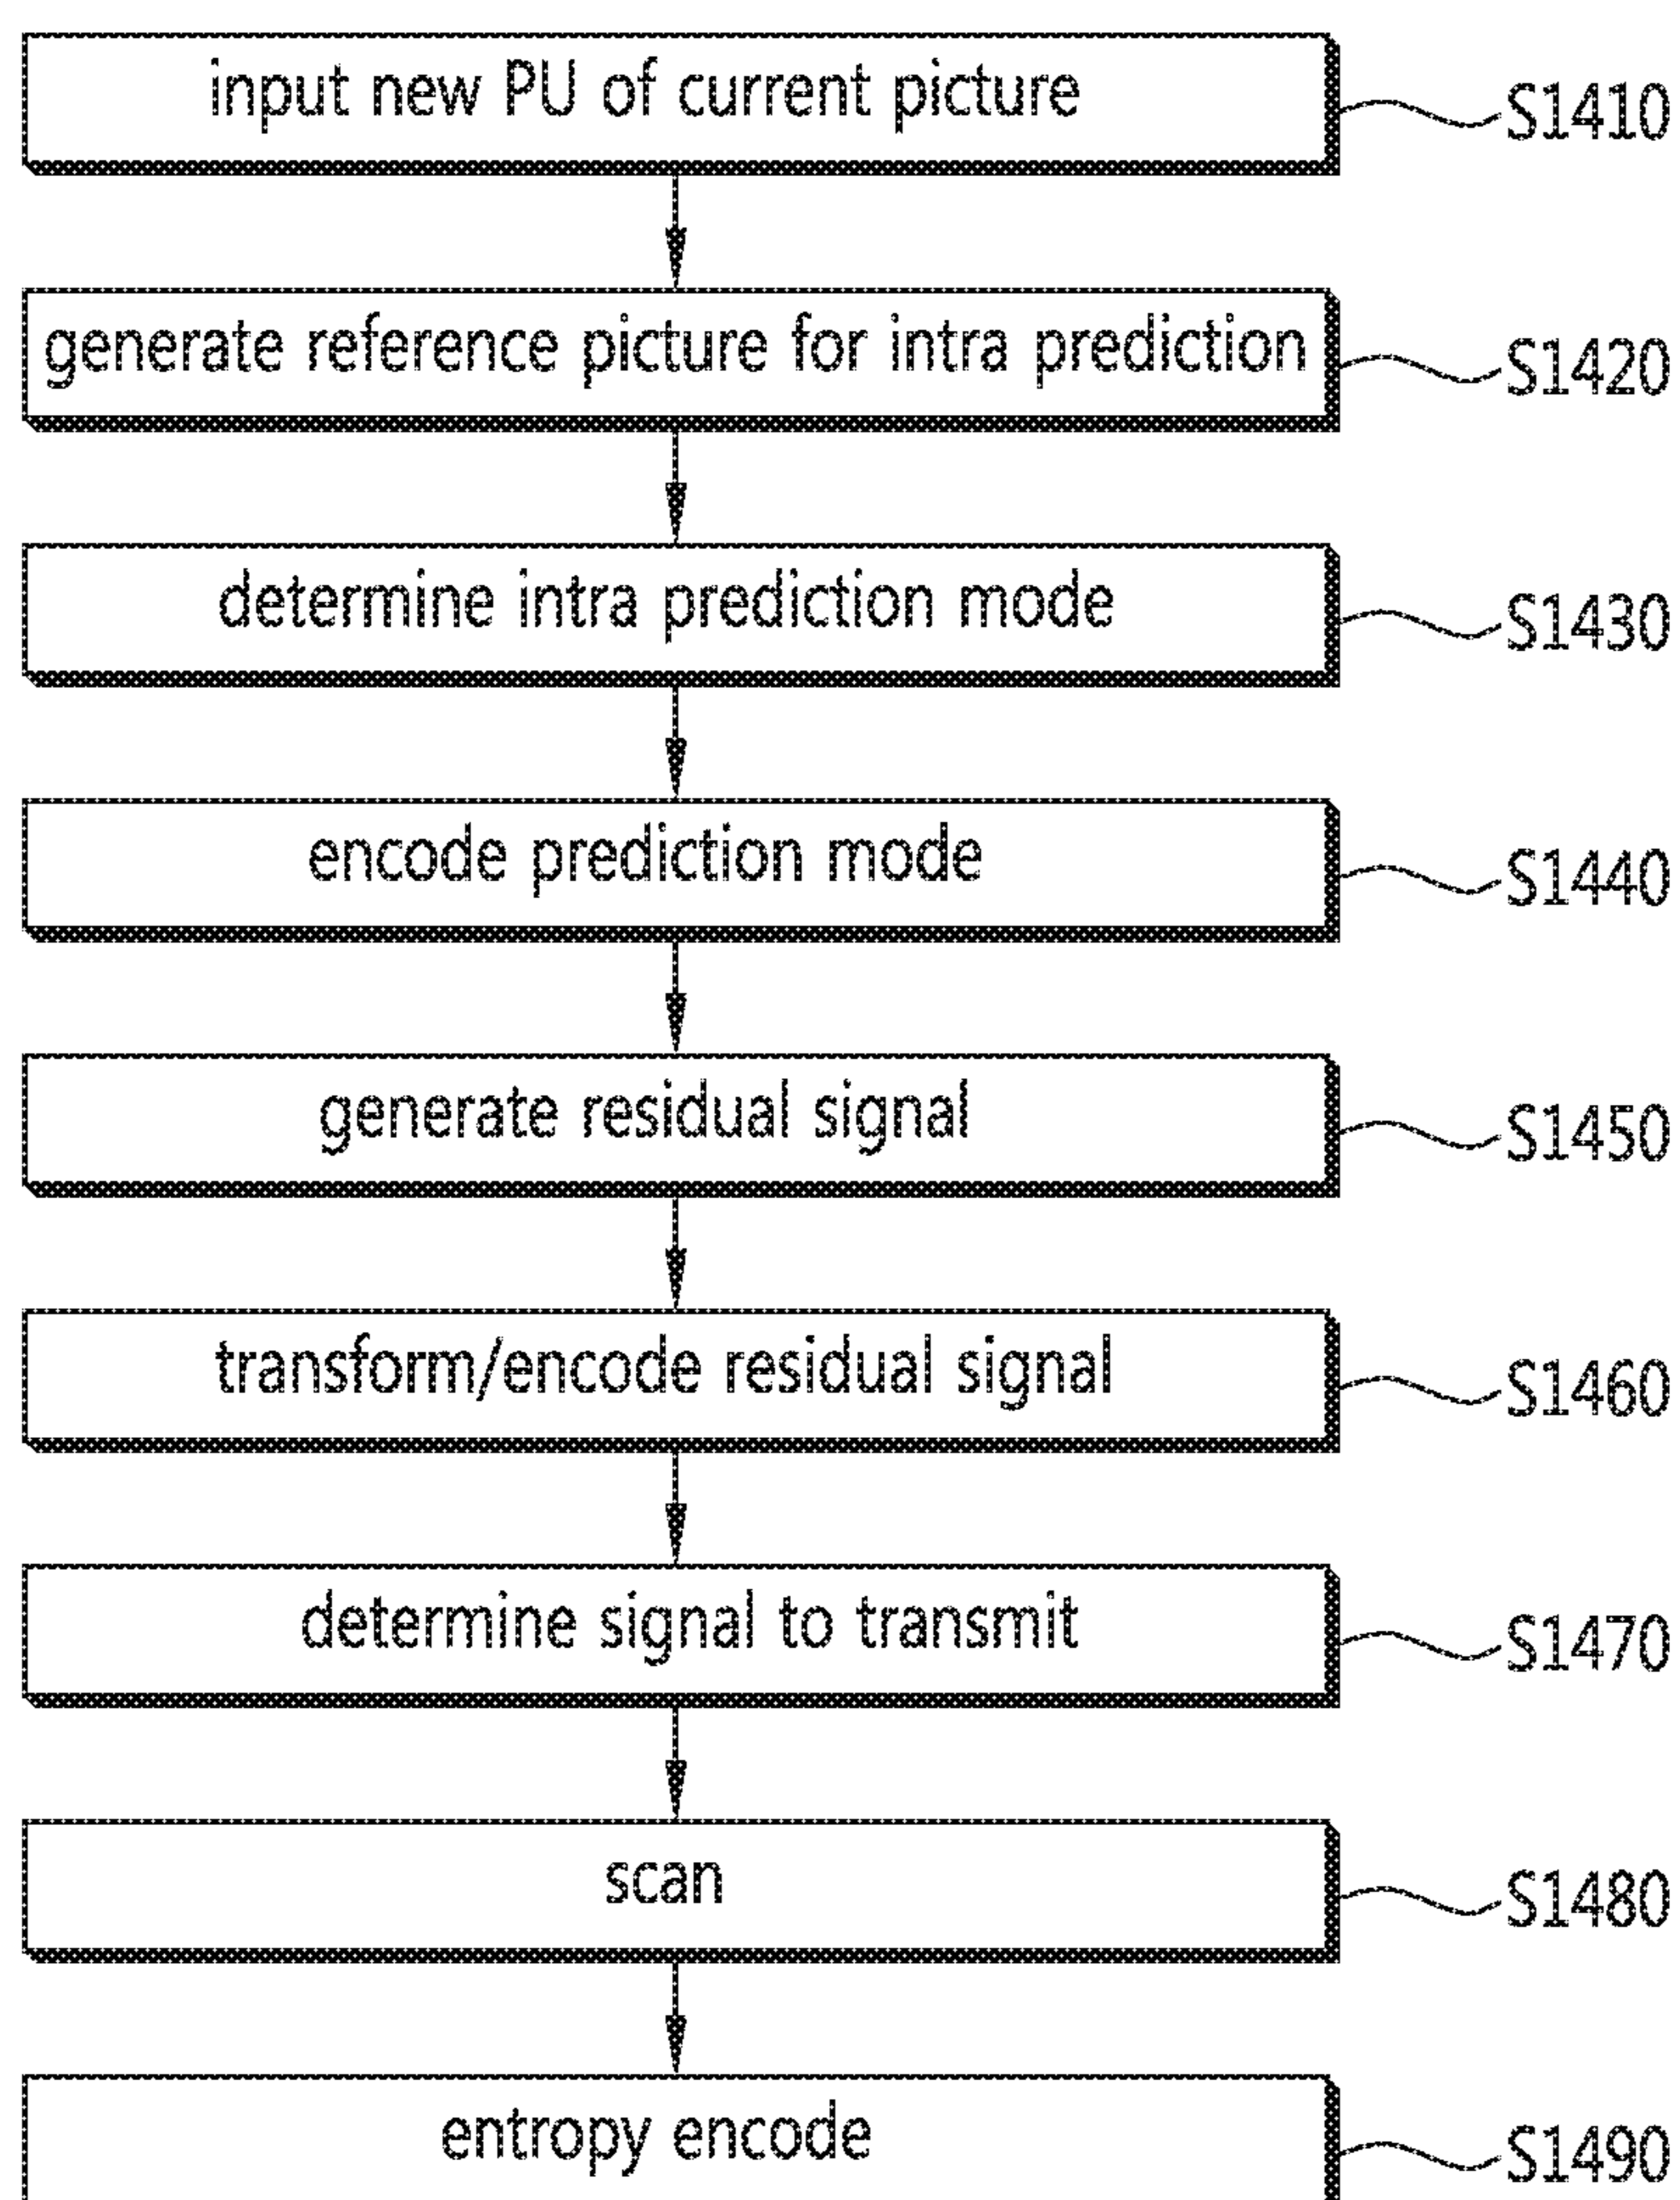 input new PU of current picture S1410
generate reference picture for intra prediction S1420
determine intra prediction mode S1430
encode prediction mode S1440
generate residual signal S1450
transform/encode residual signal S1460
determine signal to transmit S1470
scan S1480
entropy encode S1490